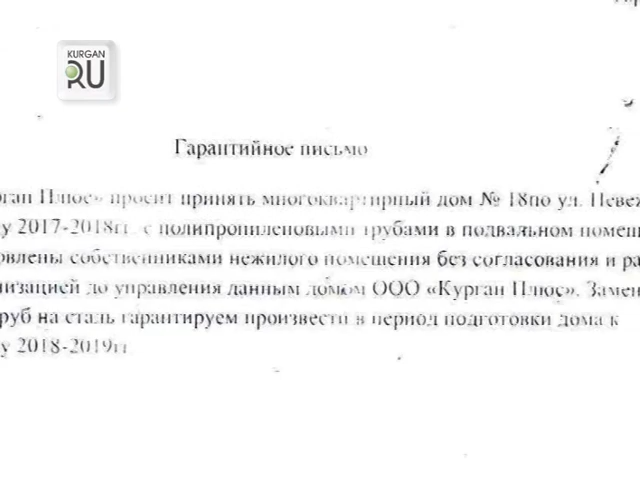 KURGAN
RU
Гарантийное письмо
рган Плюс» просит принять многоквартирный дом № 18по ул. Невеж
у 2017-2018гг. с полипропиленовыми трубами в подвальном помещ
овлены собственниками нежилого помещения без согласования и ра
низацией до управления данным домом ООО «Курган Плюс». Замен
руб на сталь гарантируем произвести в период подготовки дома к
у 2018-2019гг